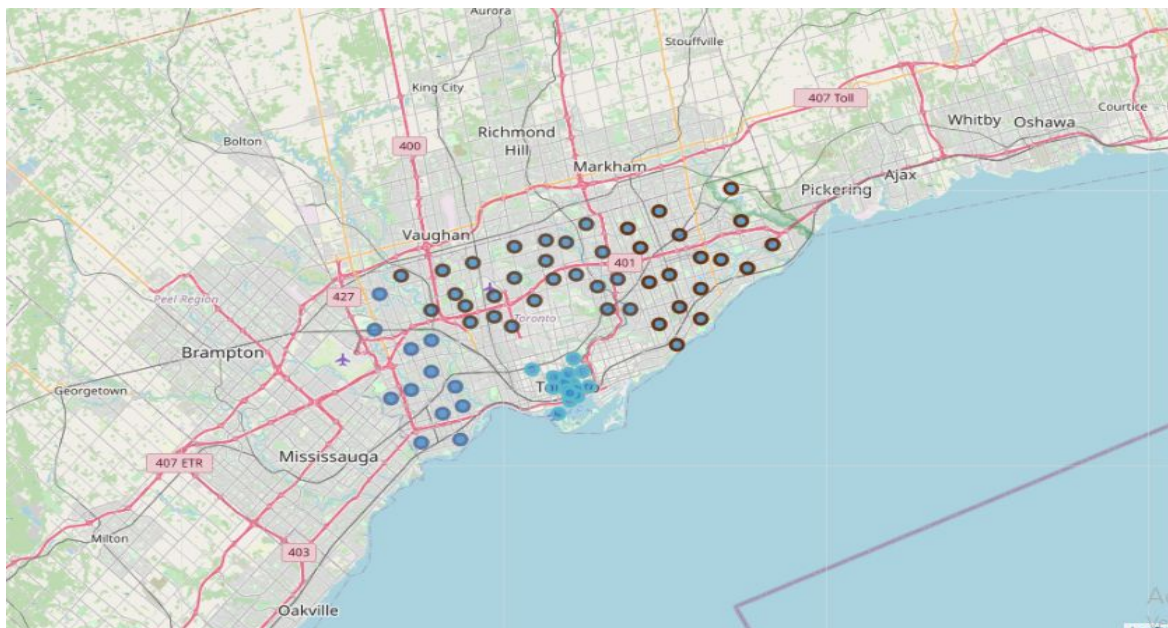 Aurora
Stouffville
King City
407 Toll
Courtice
Whitby
Oshawa
Richmond
Hill
Bolton
400
Markham
Ajax
Pickering
Vaughan
401
427
Peel Region
Toronto
Brampton
Georgetown
Mississauga
407 ETR
Milton
403
Oakville